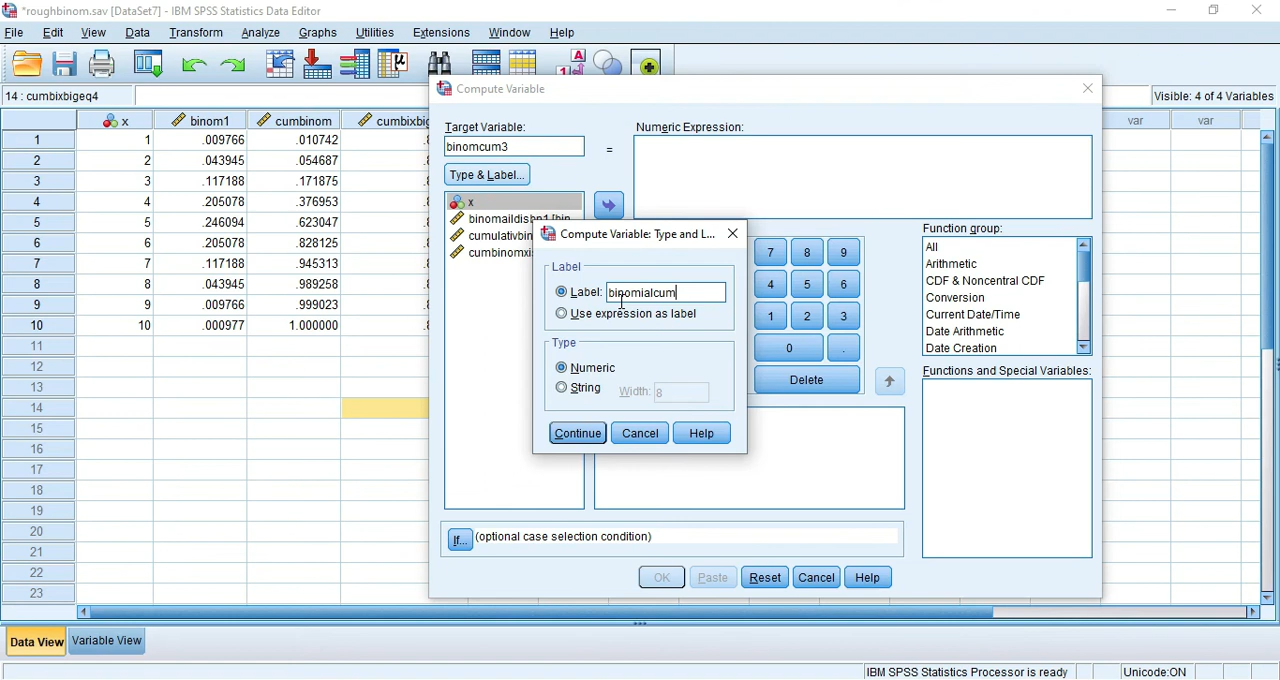 *roughbinom.sav [DataSet7] - IBM SPSS Statistics Data Editor
File Edit View Data Transform Analyze Graphs Utilities Extensions Window Help
14 : cumbixbigeq4
Visible: 4 of 4 Variables
x binom1 cumbinom cumbixbig var var
1 1 .009766 .010742
2 2 .043945 .054687
3 3 .117188 .171875
4 4 .205078 .376953
5 5 .246094 .623047
6 6 .205078 .828125
7 7 .117188 .945313
8 8 .043945 .989258
9 9 .009766 .999023
10 10 .000977 1.000000
11
12
13
14
15
16
17
18
19
20
21
22
23
Compute Variable
Target Variable:
binomcum3
=
Numeric Expression:
Type & Label...
x
binomaildisbn1 [bin
cumulativbin
cumbinomxi
Compute Variable: Type and L...
Label
Label: binomialcum
Use expression as label
Type
Numeric
String Width: 8
Continue Cancel Help
7 8 9
4 5 6
1 2 3
0 .
Delete
Function group:
All
Arithmetic
CDF & Noncentral CDF
Conversion
Current Date/Time
Date Arithmetic
Date Creation
Functions and Special Variables:
If... (optional case selection condition)
OK Paste Reset Cancel Help
Data View Variable View
IBM SPSS Statistics Processor is ready Unicode:ON